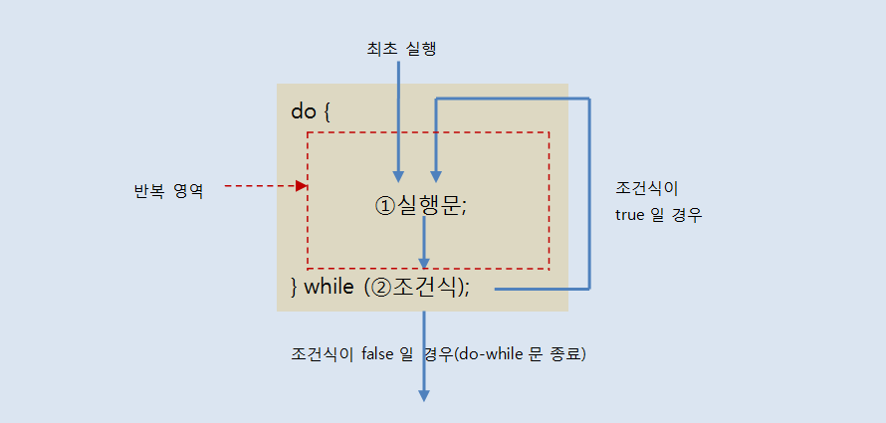 최초 실행
do {
반복 영역
①실행문;
조건식이
true 일 경우
} while (②조건식);
조건식이 false 일 경우(do-while 문 종료)